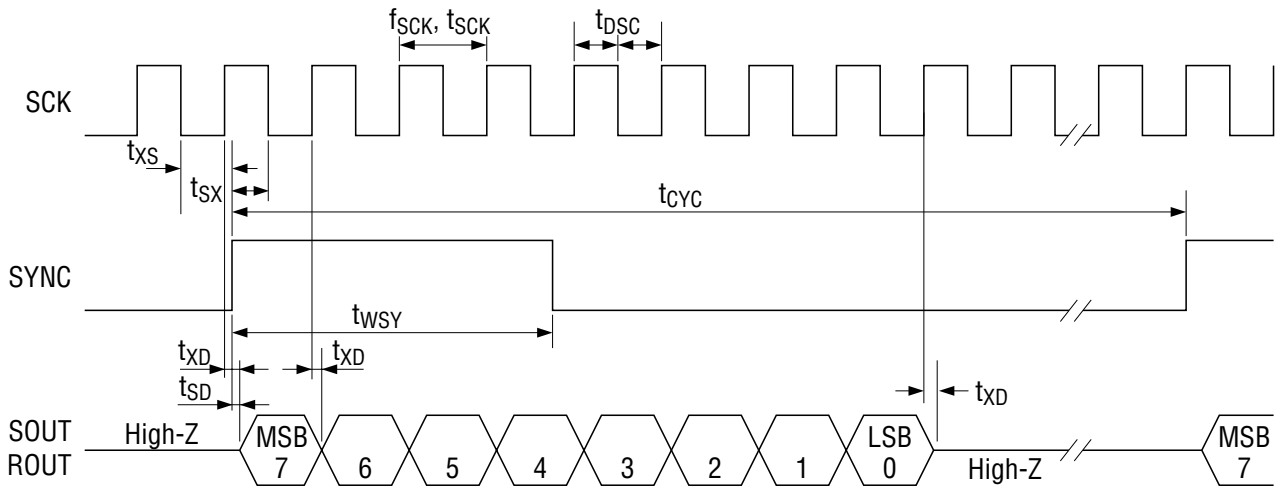 fSCK, tSCK
tDSC
SCK
tXS
tSX
tCYC
SYNC
tWSY
tXD
tXD
tSD
tXD
SOUT
ROUT
High-Z
MSB
7
6
5
4
3
2
1
LSB
0
High-Z
MSB
7